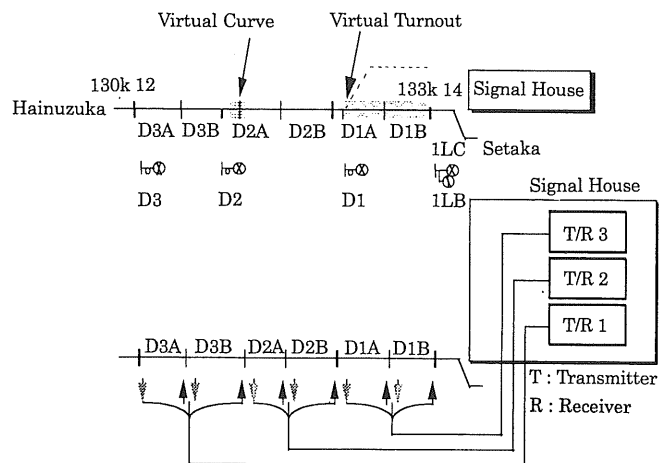 Virtual Curve Virtual Turnout
130k 12 133k 14 Signal House
Hainuzuka
D3A D3B D2A D2B D1A D1B
1LC Setaka
D3 D2 D1 1LB
Signal House
T/R 3
T/R 2
T/R 1
D3A D3B D2A D2B D1A D1B
T : Transmitter
R : Receiver